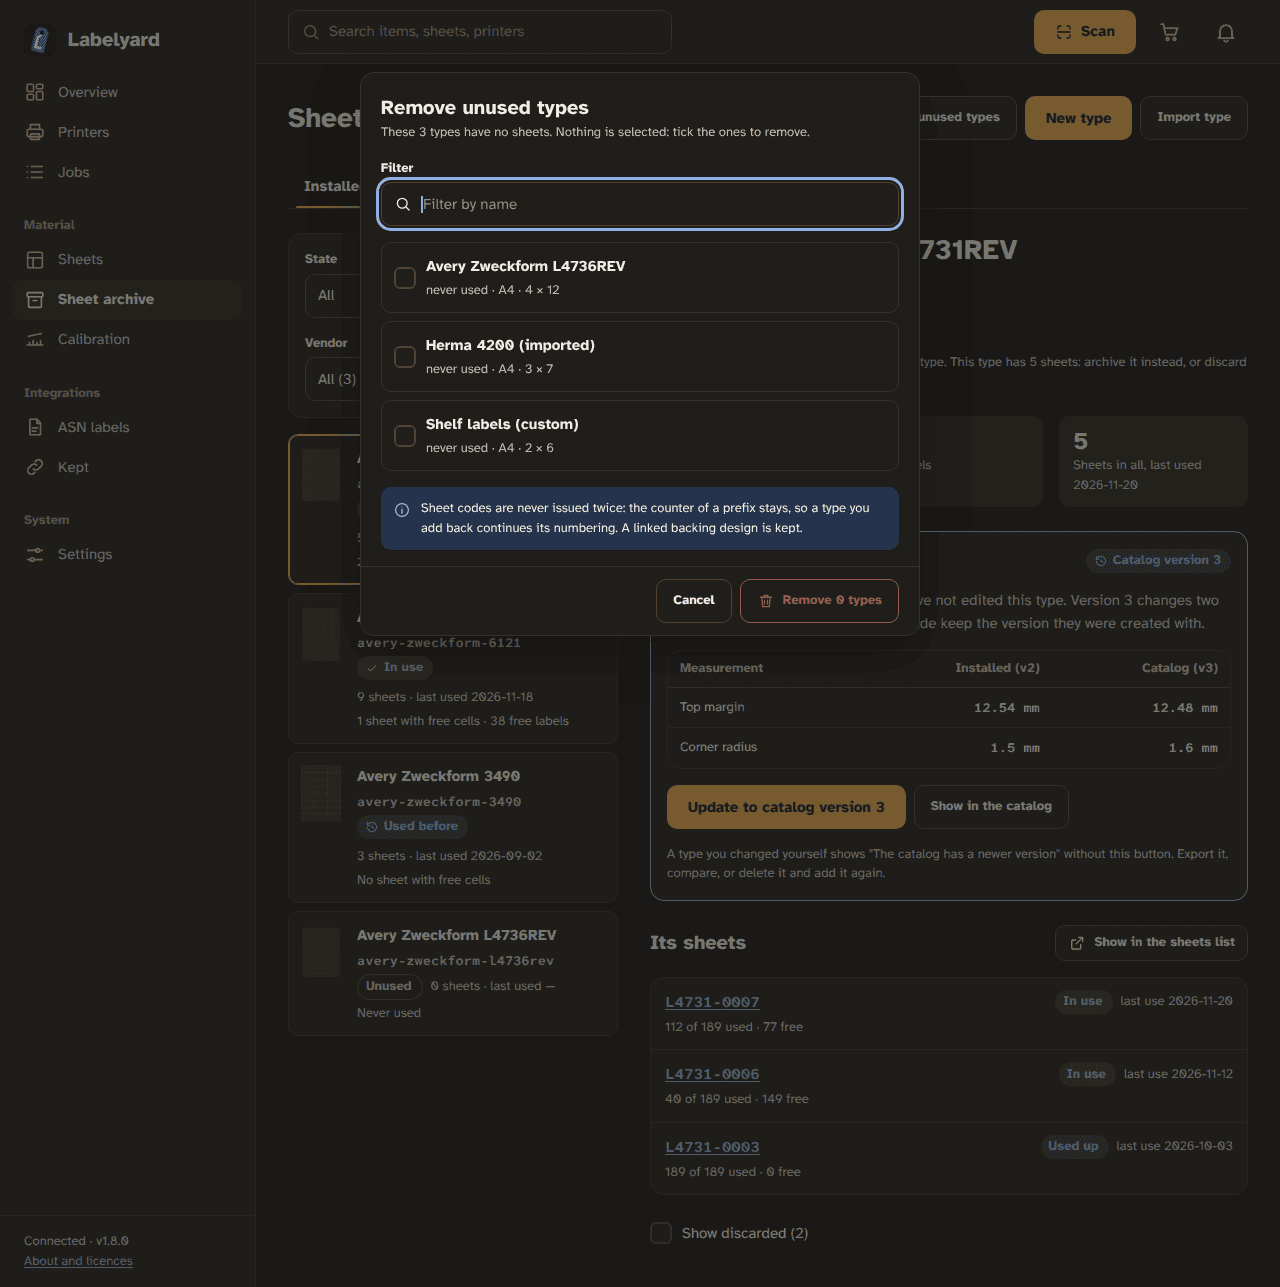 Labelyard
Search items, sheets, printers
Scan
Overview
Printers
Jobs
Material
Sheets
Sheet archive
Calibration
Integrations
ASN labels
Kept
System
Settings
Connected · v1.8.0
About and licences
Sheet
unused types
New type
Import type
Installe
State
All
Vendor
All (3)
Remove unused types
These 3 types have no sheets. Nothing is selected: tick the ones to remove.
Filter
Filter by name
Avery Zweckform L4736REV
never used · A4 · 4 × 12
Herma 4200 (imported)
never used · A4 · 3 × 7
Shelf labels (custom)
never used · A4 · 2 × 6
Sheet codes are never issued twice: the counter of a prefix stays, so a type you
add back continues its numbering. A linked backing design is kept.
Cancel
Remove 0 types
avery-zweckform-6121
In use
9 sheets · last used 2026-11-18
1 sheet with free cells · 38 free labels
Avery Zweckform 3490
avery-zweckform-3490
Used before
3 sheets · last used 2026-09-02
No sheet with free cells
Avery Zweckform L4736REV
avery-zweckform-l4736rev
Unused
0 sheets · last used —
Never used
731REV
type. This type has 5 sheets: archive it instead, or discard
els
5
Sheets in all, last used
2026-11-20
Catalog version 3
ve not edited this type. Version 3 changes two
de keep the version they were created with.
Measurement Installed (v2) Catalog (v3)
Top margin 12.54 mm 12.48 mm
Corner radius 1.5 mm 1.6 mm
Update to catalog version 3
Show in the catalog
A type you changed yourself shows "The catalog has a newer version" without this button. Export it,
compare, or delete it and add it again.
Its sheets
Show in the sheets list
L4731-0007
In use last use 2026-11-20
112 of 189 used · 77 free
L4731-0006
In use last use 2026-11-12
40 of 189 used · 149 free
L4731-0003
Used up last use 2026-10-03
189 of 189 used · 0 free
Show discarded (2)